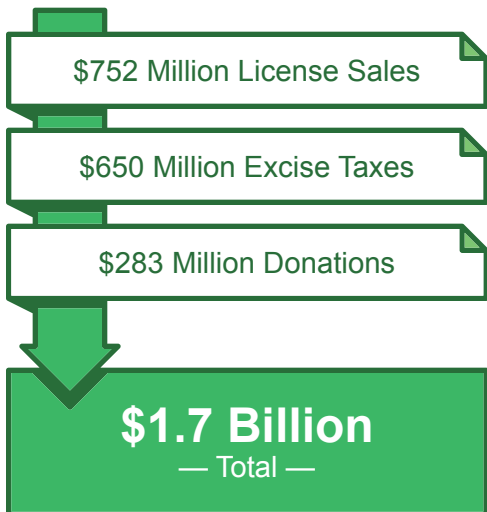 $752 Million License Sales
$650 Million Excise Taxes
$283 Million Donations
$1.7 Billion
— Total —